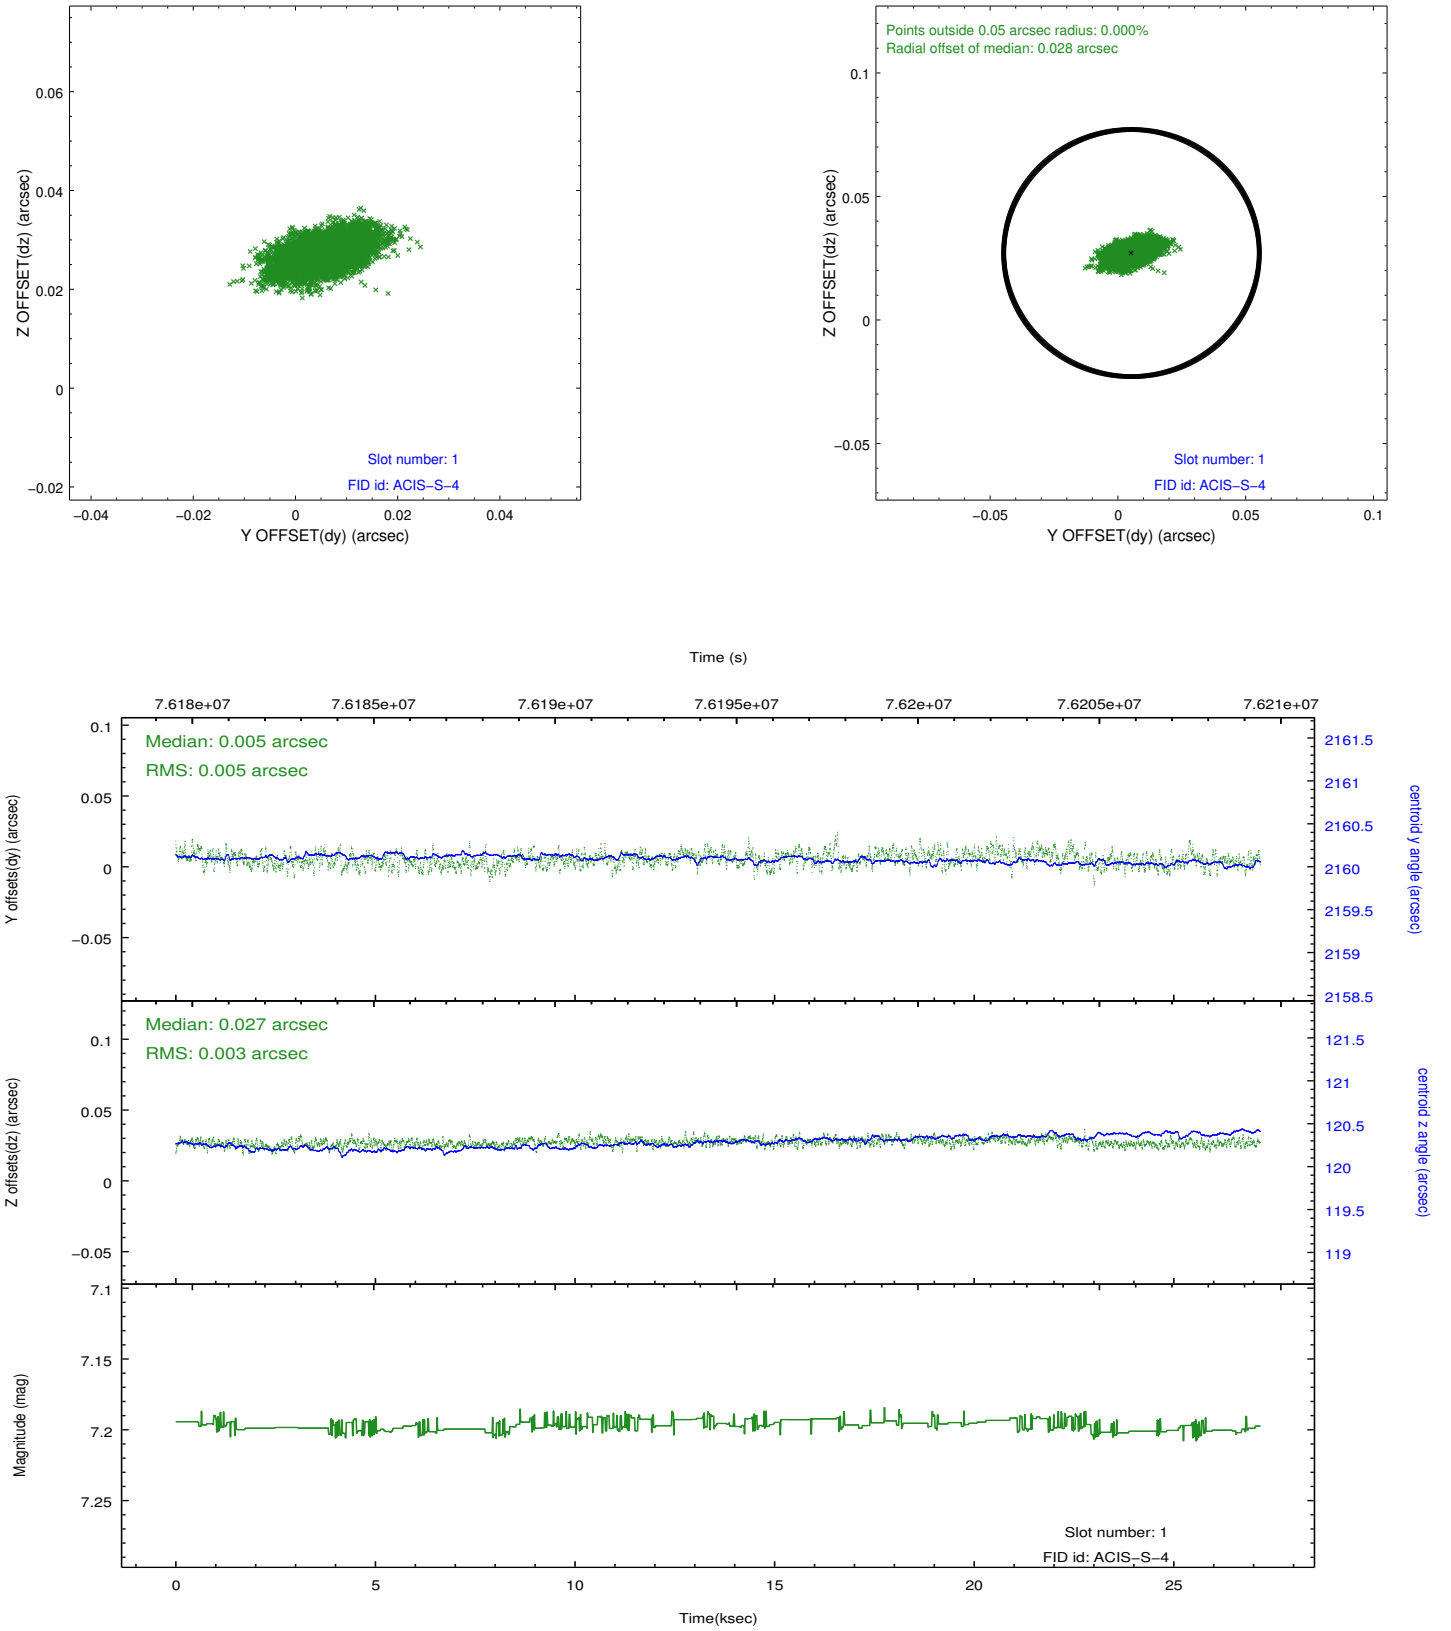 0.06
0.04
0.02
0
−0.02
Z OFFSET(dz) (arcsec)
Slot number: 1
FID id: ACIS−S−4
−0.04
−0.02
0
0.02
0.04
Y OFFSET(dy) (arcsec)
Points outside 0.05 arcsec radius: 0.000%
Radial offset of median: 0.028 arcsec
0.1
0.05
0
−0.05
Z OFFSET(dz) (arcsec)
Slot number: 1
FID id: ACIS−S−4
−0.05
0
0.05
0.1
Y OFFSET(dy) (arcsec)
Time (s)
7.618e+07
7.6185e+07
7.619e+07
7.6195e+07
7.62e+07
7.6205e+07
7.621e+07
Median: 0.005 arcsec
RMS: 0.005 arcsec
0.1
0.05
0
−0.05
Y offsets(dy) (arcsec)
2161.5
2161
2160.5
2160
2159.5
2159
2158.5
centroid y angle (arcsec)
Median: 0.027 arcsec
RMS: 0.003 arcsec
0.1
0.05
0
−0.05
Z offsets(dz) (arcsec)
121.5
121
120.5
120
119.5
119
centroid z angle (arcsec)
7.1
7.15
7.2
7.25
Magnitude (mag)
Slot number: 1
FID id: ACIS−S−4
0
5
10
15
20
25
Time(ksec)